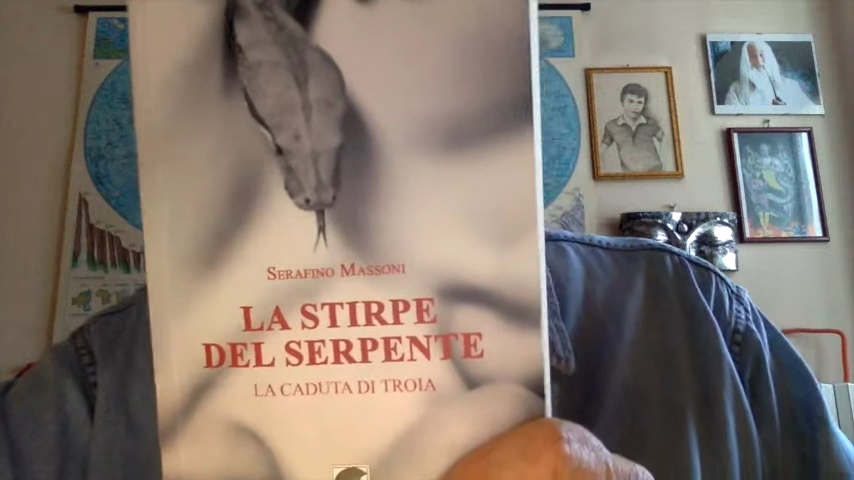 SERAFINO MASSONI
LA STIRPE
DEL SERPENTE
LA CADUTA DI TROIA